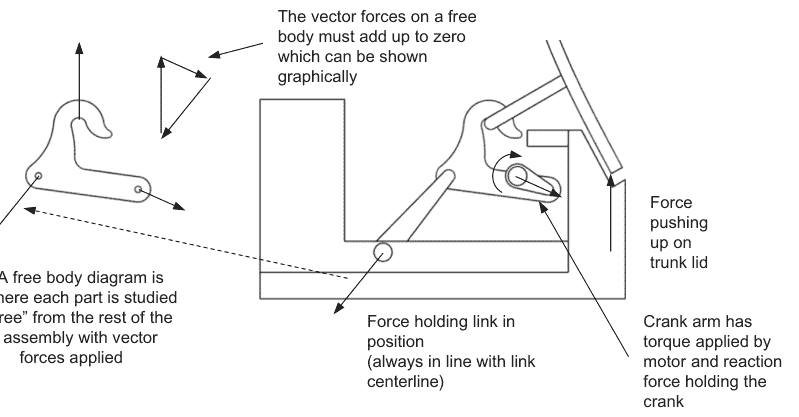 The vector forces on a free
body must add up to zero
which can be shown
graphically
A free body diagram is
here each part is studied
ree” from the rest of the
assembly with vector
forces applied
Force holding link in
position
(always in line with link
centerline)
Force
pushing
up on
trunk lid
Crank arm has
torque applied by
motor and reaction
force holding the
crank